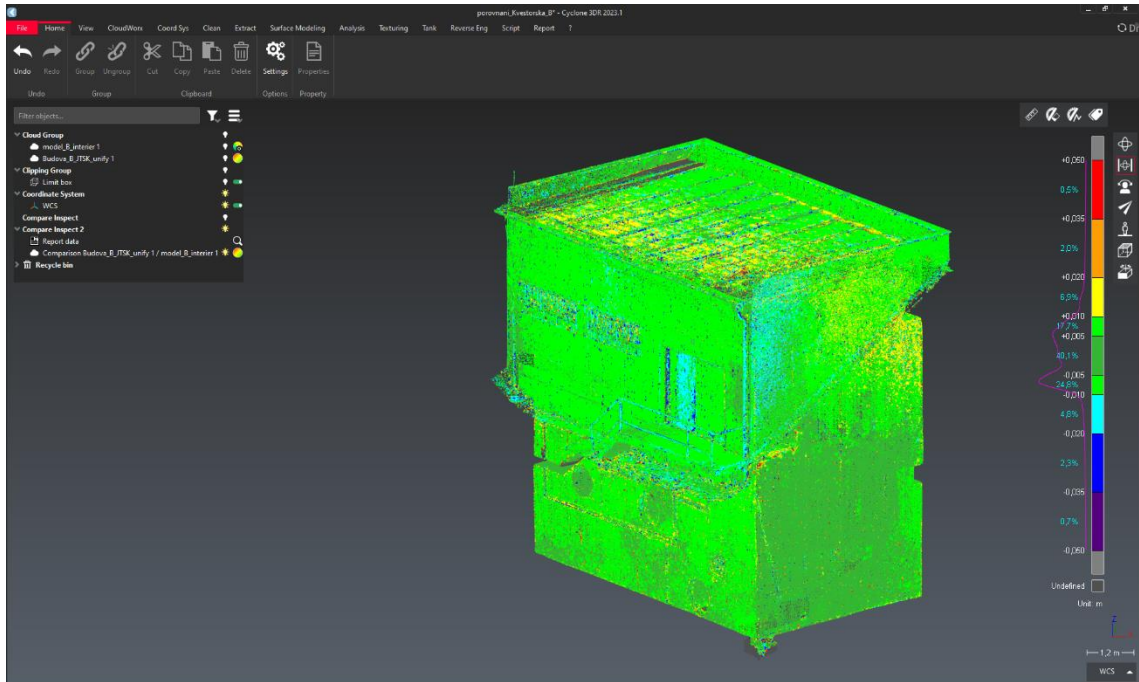 porovnani_Kvestorska_B* - Cyclone 3DR 2023.1
File Home View CloudWorx Coord Sys Clean Extract Surface Modeling Analysis Texturing Tank Reverse Eng Script Report ?
Undo Redo Group Ungroup Cut Copy Paste Delete Settings Properties
Undo Group Clipboard Options Property
Filter objects...
Cloud Group
model_B_interier 1
Budova_B_JTSK_unify 1
Clipping Group
Limit box
Coordinate System
WCS
Compare Inspect
Compare Inspect 2
Report data
Comparison Budova_B_JTSK_unify 1 / model_B_interier 1
Recycle bin
+0,050
0,5%
+0,035
2,0%
+0,020
6,9%
+0,010
17,7%
+0,005
40,1%
-0,005
24,8%
-0,010
4,8%
-0,020
2,3%
-0,035
0,7%
-0,050
Undefined
Unit: m
Z
1,2 m
WCS